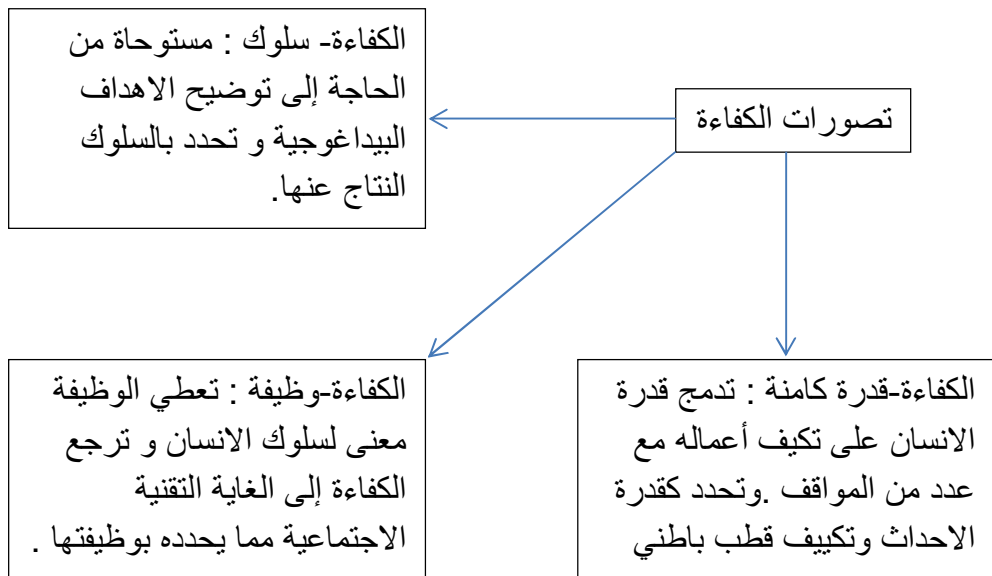 تصورات الكفاءة
الكفاءة- سلوك : مستوحاة من
الحاجة إلى توضيح الاهداف
البيداغوجية و تحدد بالسلوك
النتاج عنها.
الكفاءة-قدرة كامنة : تدمج قدرة
الانسان على تكيف أعماله مع
عدد من المواقف .وتحدد كقدرة
الاحداث وتكييف قطب باطني
الكفاءة-وظيفة : تعطي الوظيفة
معنى لسلوك الانسان و ترجع
الكفاءة إلى الغاية التقنية
الاجتماعية مما يحدده بوظيفتها .